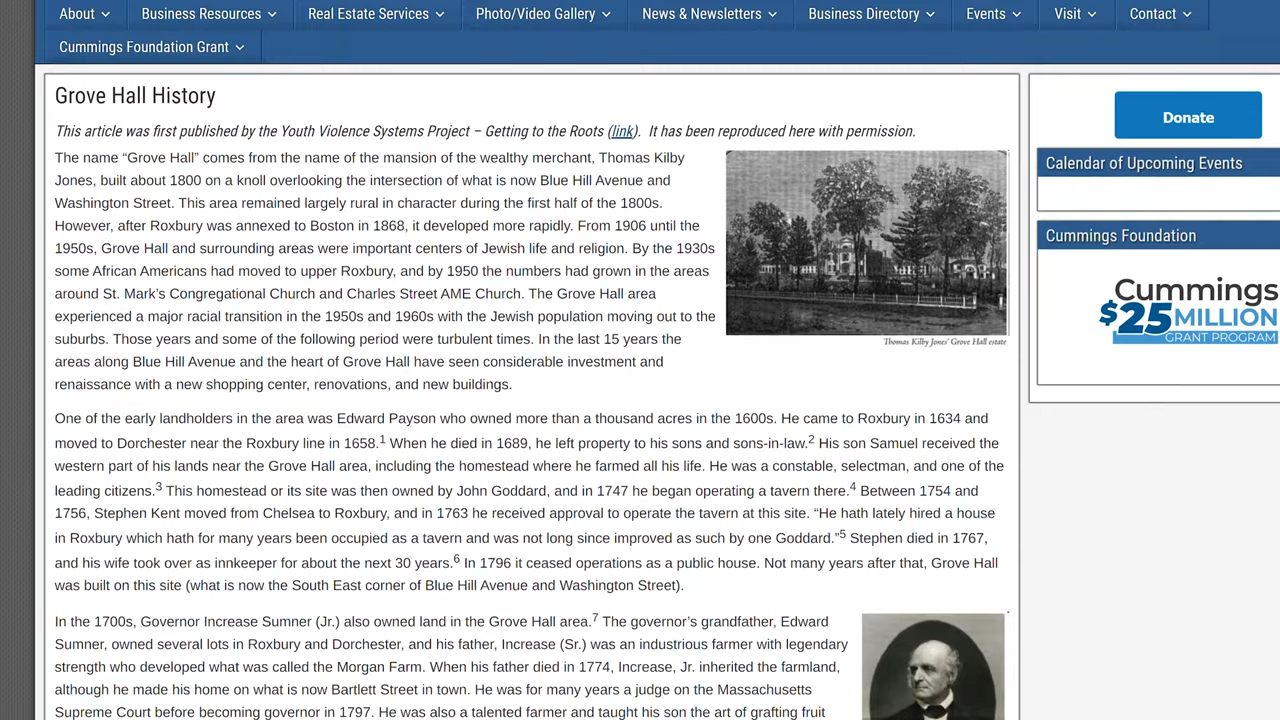 About
Business Resources
Real Estate Services
Photo/Video Gallery
News & Newsletters
Business Directory
Events
Visit
Contact
Cummings Foundation Grant
Grove Hall History
This article was first published by the Youth Violence Systems Project – Getting to the Roots (link).  It has been reproduced here with permission.
The name “Grove Hall” comes from the name of the mansion of the wealthy merchant, Thomas Kilby
Jones, built about 1800 on a knoll overlooking the intersection of what is now Blue Hill Avenue and
Washington Street. This area remained largely rural in character during the first half of the 1800s.
However, after Roxbury was annexed to Boston in 1868, it developed more rapidly. From 1906 until the
1950s, Grove Hall and surrounding areas were important centers of Jewish life and religion. By the 1930s
some African Americans had moved to upper Roxbury, and by 1950 the numbers had grown in the areas
around St. Mark’s Congregational Church and Charles Street AME Church. The Grove Hall area
experienced a major racial transition in the 1950s and 1960s with the Jewish population moving out to the
suburbs. Those years and some of the following period were turbulent times. In the last 15 years the
areas along Blue Hill Avenue and the heart of Grove Hall have seen considerable investment and
renaissance with a new shopping center, renovations, and new buildings.
Thomas Kilby Jones' Grove Hall estate
One of the early landholders in the area was Edward Payson who owned more than a thousand acres in the 1600s. He came to Roxbury in 1634 and
moved to Dorchester near the Roxbury line in 1658.1 When he died in 1689, he left property to his sons and sons-in-law.2 His son Samuel received the
western part of his lands near the Grove Hall area, including the homestead where he farmed all his life. He was a constable, selectman, and one of the
leading citizens.3 This homestead or its site was then owned by John Goddard, and in 1747 he began operating a tavern there.4 Between 1754 and
1756, Stephen Kent moved from Chelsea to Roxbury, and in 1763 he received approval to operate the tavern at this site. “He hath lately hired a house
in Roxbury which hath for many years been occupied as a tavern and was not long since improved as such by one Goddard.”5 Stephen died in 1767,
and his wife took over as innkeeper for about the next 30 years.6 In 1796 it ceased operations as a public house. Not many years after that, Grove Hall
was built on this site (what is now the South East corner of Blue Hill Avenue and Washington Street).
In the 1700s, Governor Increase Sumner (Jr.) also owned land in the Grove Hall area.7 The governor’s grandfather, Edward
Sumner, owned several lots in Roxbury and Dorchester, and his father, Increase (Sr.) was an industrious farmer with legendary
strength who developed what was called the Morgan Farm. When his father died in 1774, Increase, Jr. inherited the farmland,
although he made his home on what is now Bartlett Street in town. He was for many years a judge on the Massachusetts
Supreme Court before becoming governor in 1797. He was also a talented farmer and taught his son the art of grafting fruit
Donate
Calendar of Upcoming Events
Cummings Foundation
Cummings
$25 MILLION
GRANT PROGRAM